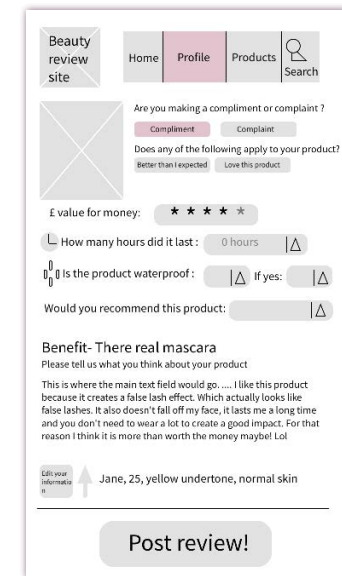 Beauty
review
site
Home
Profile
Products
Search
Are you making a compliment or complaint ?
Compliment
Complaint
Does any of the following apply to your product?
Better than I expected
Love this product
£ value for money:
★ ★ ★ ★ ★
How many hours did it last :
0 hours
Is the product waterproof :
If yes:
Would you recommend this product:
Benefit- There real mascara
Please tell us what you think about your product
This is where the main text field would go. .... I like this product
because it creates a false lash effect. Which actually looks like
false lashes. It also doesn't fall off my face, it lasts me a long time
and you don't need to wear a lot to create a good impact. For that
reason I think it is more than worth the money maybe! Lol
Edit your
informatio
n
Jane, 25, yellow undertone, normal skin
Post review!